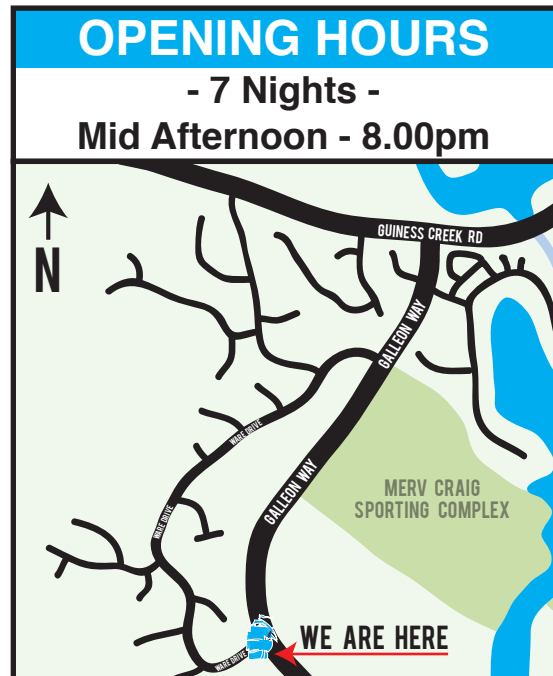 OPENING HOURS
- 7 Nights -
Mid Afternoon - 8.00pm
GUINESS CREEK RD
N
GALLEON WAY
WARE DRIVE
GALLEON WAY
MERV CRAIG
SPORTING COMPLEX
WARE DRIVE
WE ARE HERE
WARE DRIVE